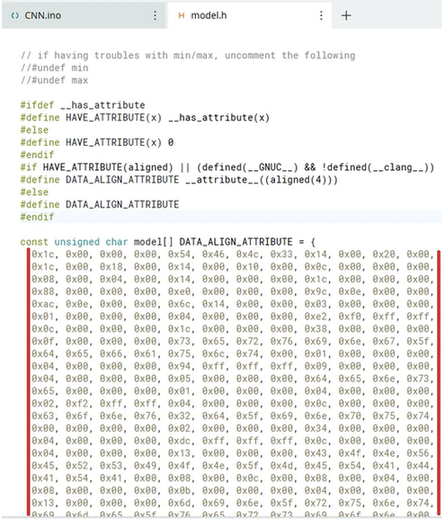 CNN.ino
model.h
// if having troubles with min/max, uncomment the following
//#undef min
//#undef max
#ifdef __has_attribute
#define HAVE_ATTRIBUTE(x) __has_attribute(x)
#else
#define HAVE_ATTRIBUTE(x) 0
#endif
#if HAVE_ATTRIBUTE(aligned) || (defined(__GNUC__) && !defined(__clang__))
#define DATA_ALIGN_ATTRIBUTE __attribute__((aligned(4)))
#else
#define DATA_ALIGN_ATTRIBUTE
#endif
const unsigned char model[] DATA_ALIGN_ATTRIBUTE = {
0x1c, 0x00, 0x00, 0x00, 0x54, 0x46, 0x4c, 0x33, 0x14, 0x00, 0x20, 0x00,
0x1c, 0x00, 0x18, 0x00, 0x14, 0x00, 0x10, 0x00, 0x0c, 0x00, 0x00, 0x00,
0x08, 0x00, 0x04, 0x00, 0x14, 0x00, 0x00, 0x00, 0x1c, 0x00, 0x00, 0x00,
0x88, 0x00, 0x00, 0x00, 0xe0, 0x00, 0x00, 0x00, 0x9c, 0x0e, 0x00, 0x00,
0xac, 0x0e, 0x00, 0x00, 0x6c, 0x14, 0x00, 0x00, 0x03, 0x00, 0x00, 0x00,
0x01, 0x00, 0x00, 0x00, 0x04, 0x00, 0x00, 0x00, 0xe2, 0xf0, 0xff, 0xff,
0x0c, 0x00, 0x00, 0x00, 0x1c, 0x00, 0x00, 0x00, 0x38, 0x00, 0x00, 0x00,
0x0f, 0x00, 0x00, 0x00, 0x73, 0x65, 0x72, 0x76, 0x69, 0x6e, 0x67, 0x5f,
0x64, 0x65, 0x66, 0x61, 0x75, 0x6c, 0x74, 0x00, 0x01, 0x00, 0x00, 0x00,
0x04, 0x00, 0x00, 0x00, 0x94, 0xff, 0xff, 0xff, 0x09, 0x00, 0x00, 0x00,
0x04, 0x00, 0x00, 0x00, 0x05, 0x00, 0x00, 0x00, 0x64, 0x65, 0x6e, 0x73,
0x65, 0x00, 0x00, 0x00, 0x01, 0x00, 0x00, 0x00, 0x04, 0x00, 0x00, 0x00,
0x02, 0xf2, 0xff, 0xff, 0x04, 0x00, 0x00, 0x00, 0x0c, 0x00, 0x00, 0x00,
0x63, 0x6f, 0x6e, 0x76, 0x32, 0x64, 0x5f, 0x69, 0x6e, 0x70, 0x75, 0x74,
0x00, 0x00, 0x00, 0x00, 0x02, 0x00, 0x00, 0x00, 0x34, 0x00, 0x00, 0x00,
0x04, 0x00, 0x00, 0x00, 0xdc, 0xff, 0xff, 0xff, 0x0c, 0x00, 0x00, 0x00,
0x04, 0x00, 0x00, 0x00, 0x13, 0x00, 0x00, 0x00, 0x43, 0x4f, 0x4e, 0x56,
0x45, 0x52, 0x53, 0x49, 0x4f, 0x4e, 0x5f, 0x4d, 0x45, 0x54, 0x41, 0x44,
0x41, 0x54, 0x41, 0x00, 0x08, 0x00, 0x0c, 0x00, 0x08, 0x00, 0x04, 0x00,
0x08, 0x00, 0x00, 0x00, 0x0b, 0x00, 0x00, 0x00, 0x04, 0x00, 0x00, 0x00,
0x13, 0x00, 0x00, 0x00, 0x6d, 0x69, 0x6e, 0x5f, 0x72, 0x75, 0x6e, 0x74,
0x69, 0x6d, 0x65, 0x5f, 0x76, 0x65, 0x72, 0x73, 0x69, 0x6f, 0x6e, 0x00,